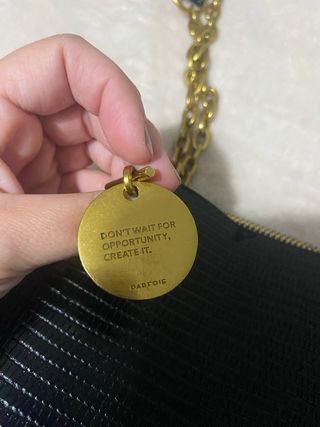 DON'T WAIT FOR
OPPORTUNITY,
CREATE IT.
PARFOIS